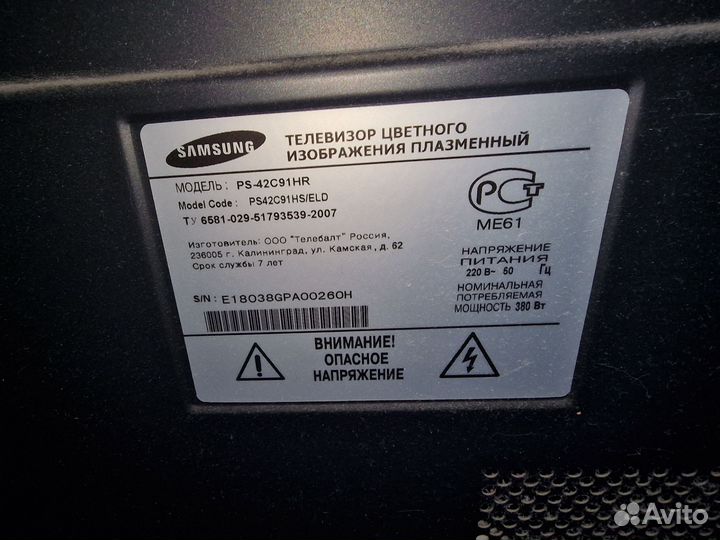 SAMSUNG
ТЕЛЕВИЗОР ЦВЕТНОГО
ИЗОБРАЖЕНИЯ ПЛАЗМЕННЫЙ
МОДЕЛЬ: PS-42C91HR
Model Code : PS42C91HS/ELD
ТУ 6581-029-51793539-2007
Изготовитель: ООО "Телебалт" Россия,
236005 г. Калининград, ул. Камская, д. 62
Срок службы 7 лет
S/N : E18038GPA00260H
РСТ
МЕ61
НАПРЯЖЕНИЕ
ПИТАНИЯ
220 В~ 50 Гц
НОМИНАЛЬНАЯ
ПОТРЕБЛЯЕМАЯ
МОЩНОСТЬ 380 Вт
ВНИМАНИЕ!
ОПАСНОЕ
НАПРЯЖЕНИЕ
Avito